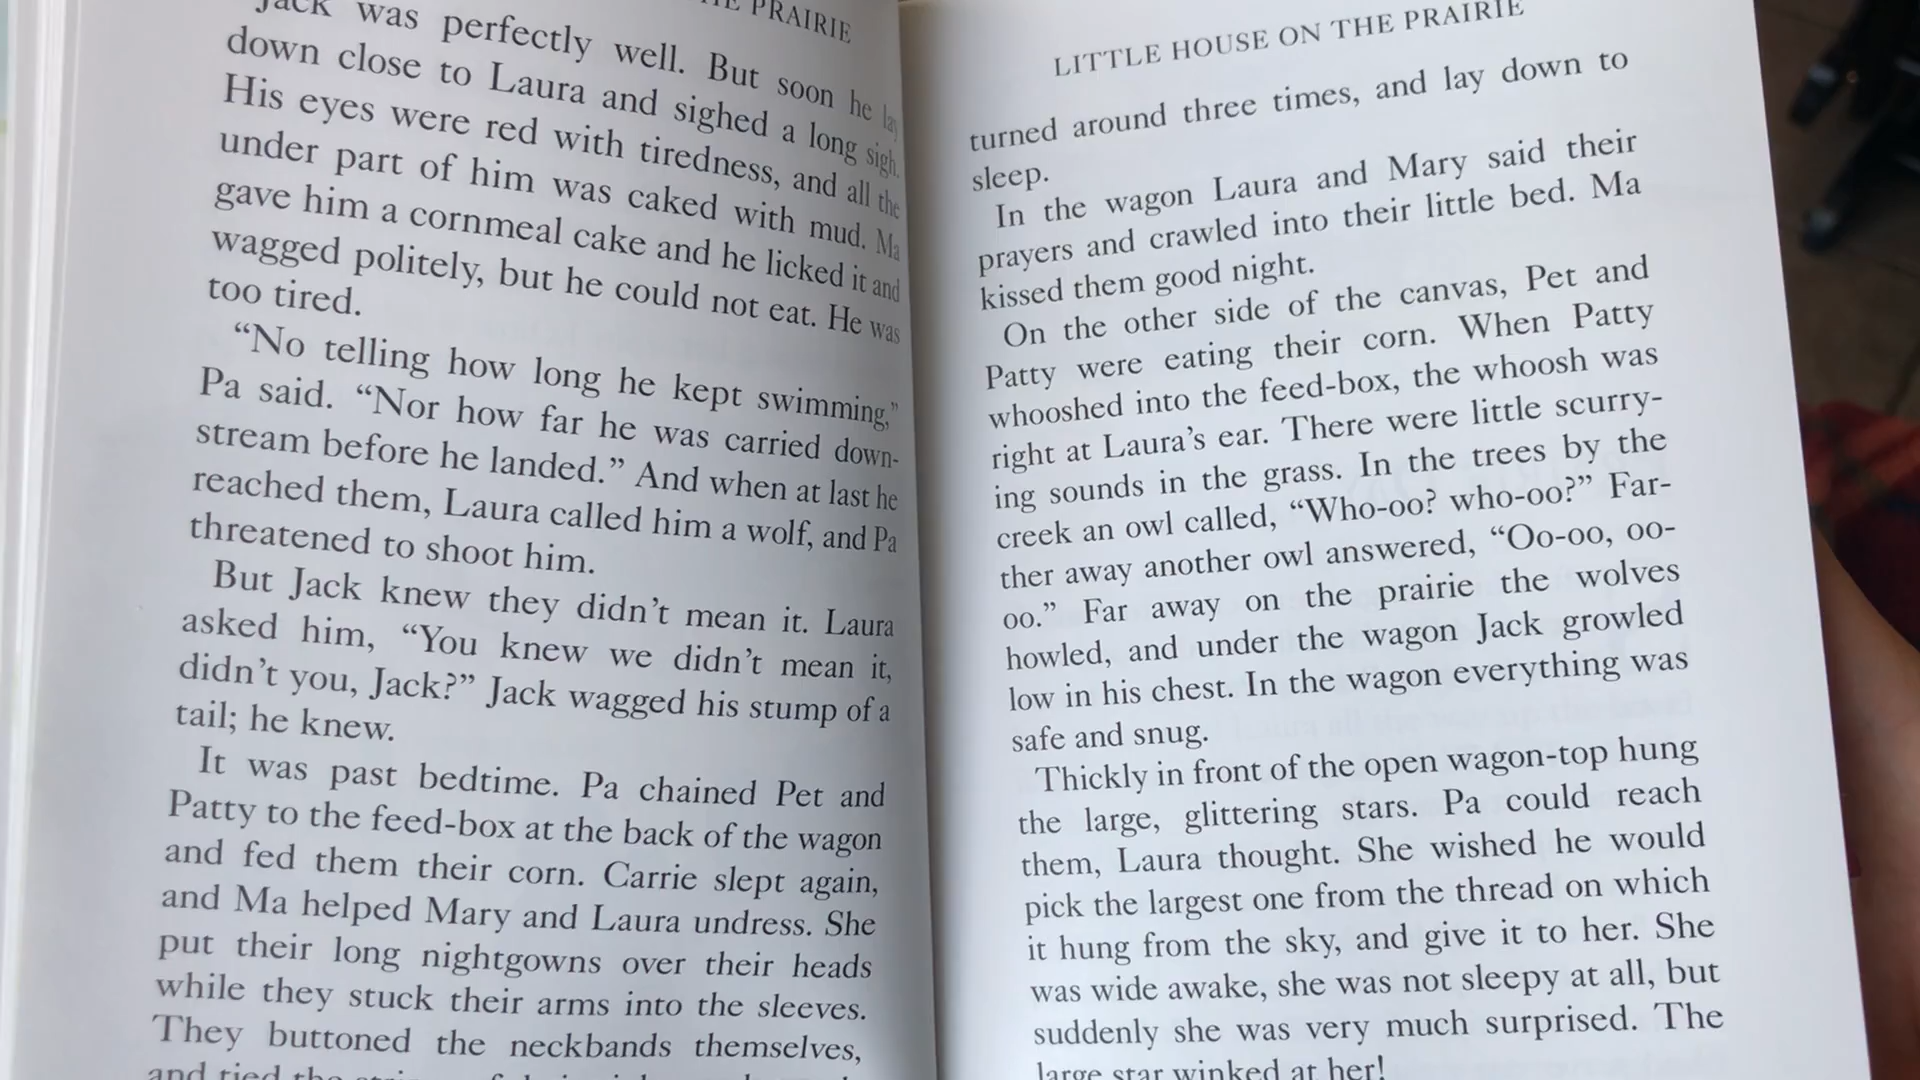 THE PRAIRIE
Jack was perfectly well. But soon he lay
down close to Laura and sighed a long sigh.
His eyes were red with tiredness, and all the
under part of him was caked with mud. Ma
gave him a cornmeal cake and he licked it and
wagged politely, but he could not eat. He was
too tired.
“No telling how long he kept swimming,”
Pa said. “Nor how far he was carried down-
stream before he landed.” And when at last he
reached them, Laura called him a wolf, and Pa
threatened to shoot him.
But Jack knew they didn’t mean it. Laura
asked him, “You knew we didn’t mean it,
didn’t you, Jack?” Jack wagged his stump of a
tail; he knew.
It was past bedtime. Pa chained Pet and
Patty to the feed-box at the back of the wagon
and fed them their corn. Carrie slept again,
and Ma helped Mary and Laura undress. She
put their long nightgowns over their heads
while they stuck their arms into the sleeves.
They buttoned the neckbands themselves,
and tied the
LITTLE HOUSE ON THE PRAIRIE
turned around three times, and lay down to
sleep.
In the wagon Laura and Mary said their
prayers and crawled into their little bed. Ma
kissed them good night.
On the other side of the canvas, Pet and
Patty were eating their corn. When Patty
whooshed into the feed-box, the whoosh was
right at Laura’s ear. There were little scurry-
ing sounds in the grass. In the trees by the
creek an owl called, “Who-oo? who-oo?” Far-
ther away another owl answered, “Oo-oo, oo-
oo.” Far away on the prairie the wolves
howled, and under the wagon Jack growled
low in his chest. In the wagon everything was
safe and snug.
Thickly in front of the open wagon-top hung
the large, glittering stars. Pa could reach
them, Laura thought. She wished he would
pick the largest one from the thread on which
it hung from the sky, and give it to her. She
was wide awake, she was not sleepy at all, but
suddenly she was very much surprised. The
large star winked at her!